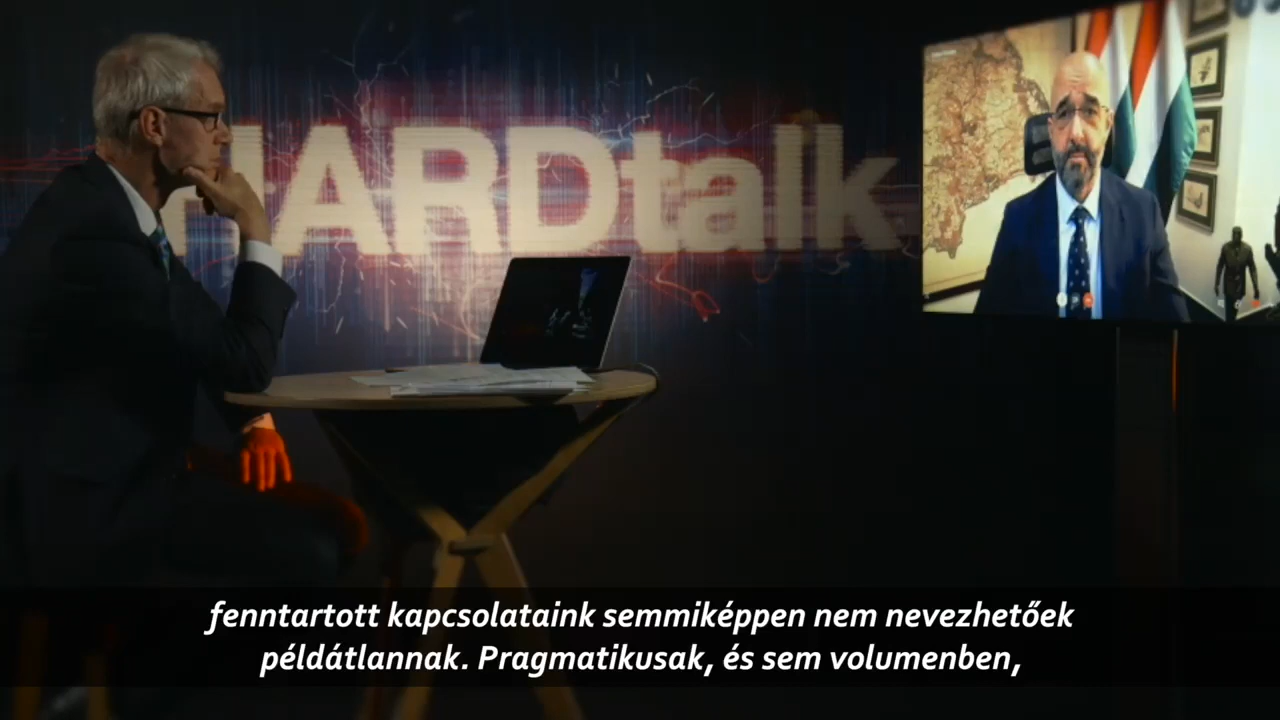 HARDtalk
fenntartott kapcsolataink semmiképpen nem nevezhetőek
példátlannak. Pragmatikusak, és sem volumenben,